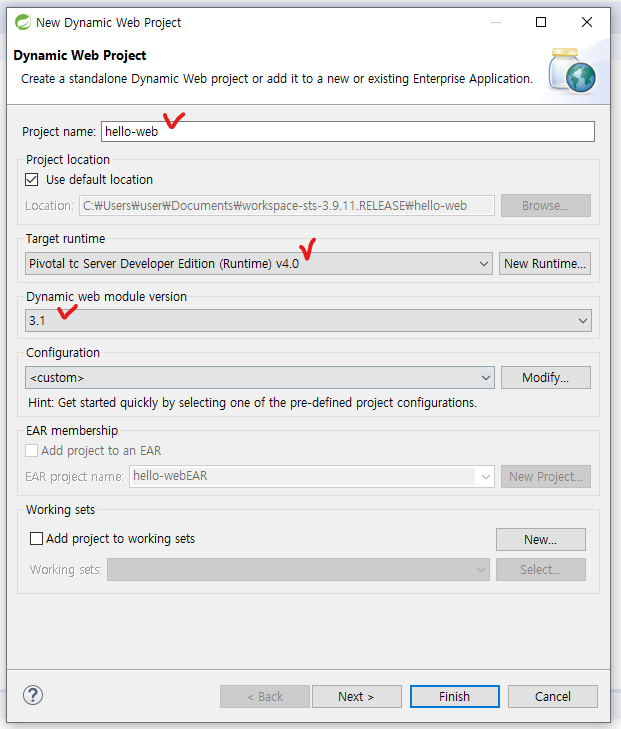 New Dynamic Web Project
Dynamic Web Project
Create a standalone Dynamic Web project or add it to a new or existing Enterprise Application.
Project name: hello-web
Project location
Use default location
Location: C:₩Users₩user₩Documents₩workspace-sts-3.9.11.RELEASE₩hello-web Browse...
Target runtime
Pivotal tc Server Developer Edition (Runtime) v4.0 New Runtime...
Dynamic web module version
3.1
Configuration
<custom> Modify...
Hint: Get started quickly by selecting one of the pre-defined project configurations.
EAR membership
Add project to an EAR
EAR project name: hello-webEAR New Project...
Working sets
Add project to working sets New...
Working sets: Select...
? < Back Next > Finish Cancel